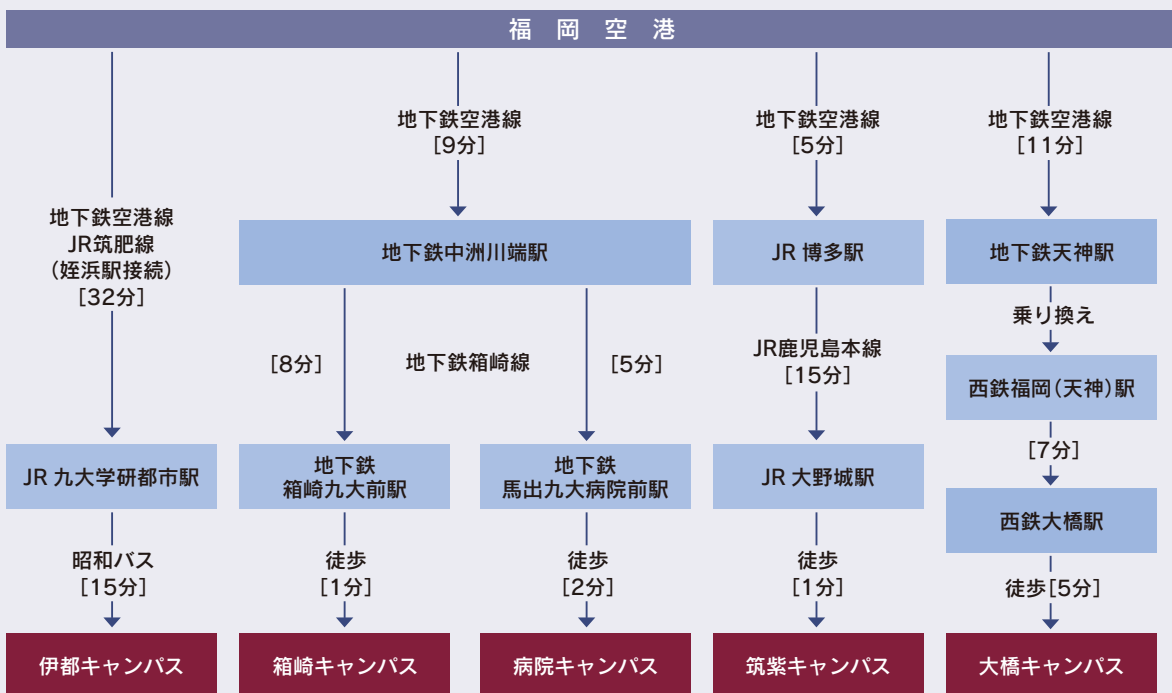 福岡空港
地下鉄空港線
JR筑肥線
(姪浜駅接続)
[32分]
JR 九大学研都市駅
昭和バス
[15分]
伊都キャンパス
地下鉄空港線
[9分]
地下鉄中洲川端駅
[8分]
地下鉄箱崎線
[5分]
地下鉄
箱崎九大前駅
徒歩
[1分]
箱崎キャンパス
地下鉄
馬出九大病院前駅
徒歩
[2分]
病院キャンパス
地下鉄空港線
[5分]
JR 博多駅
JR鹿児島本線
[15分]
JR 大野城駅
徒歩
[1分]
筑紫キャンパス
地下鉄空港線
[11分]
地下鉄天神駅
乗り換え
西鉄福岡(天神)駅
[7分]
西鉄大橋駅
徒歩[5分]
大橋キャンパス